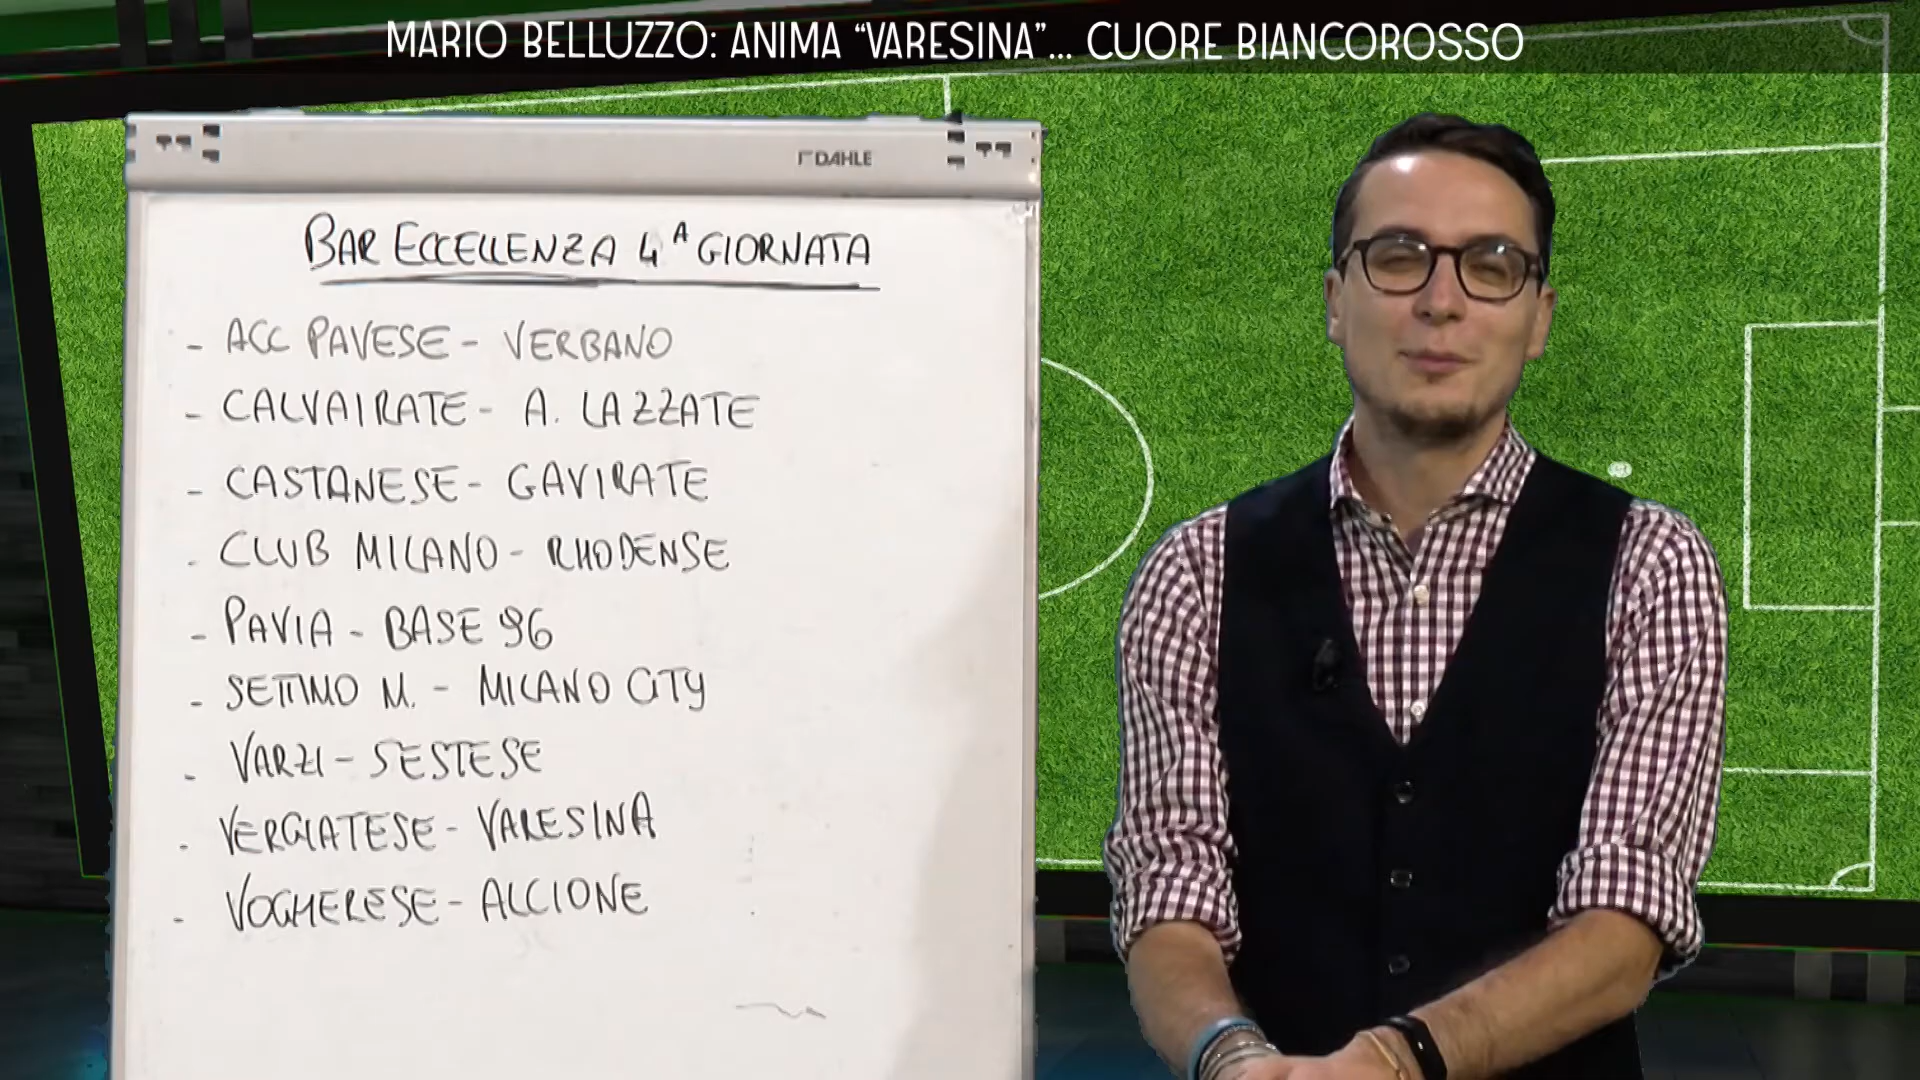 MARIO BELLUZZO: ANIMA “VARESINA”... CUORE BIANCOROSSO
DAHLE
BAR ECCELLENZA 4ª GIORNATA
- ACC PAVESE - VERBANO
- CALVAIRATE - A. LAZZATE
- CASTANESE - GAVIRATE
- CLUB MILANO - RHODENSE
- PAVIA - BASE 96
- SETTIMO M. - MILANO CITY
- VARZI - SESTESE
- VERGIATESE - VARESINA
- VOGHERESE - ALCIONE